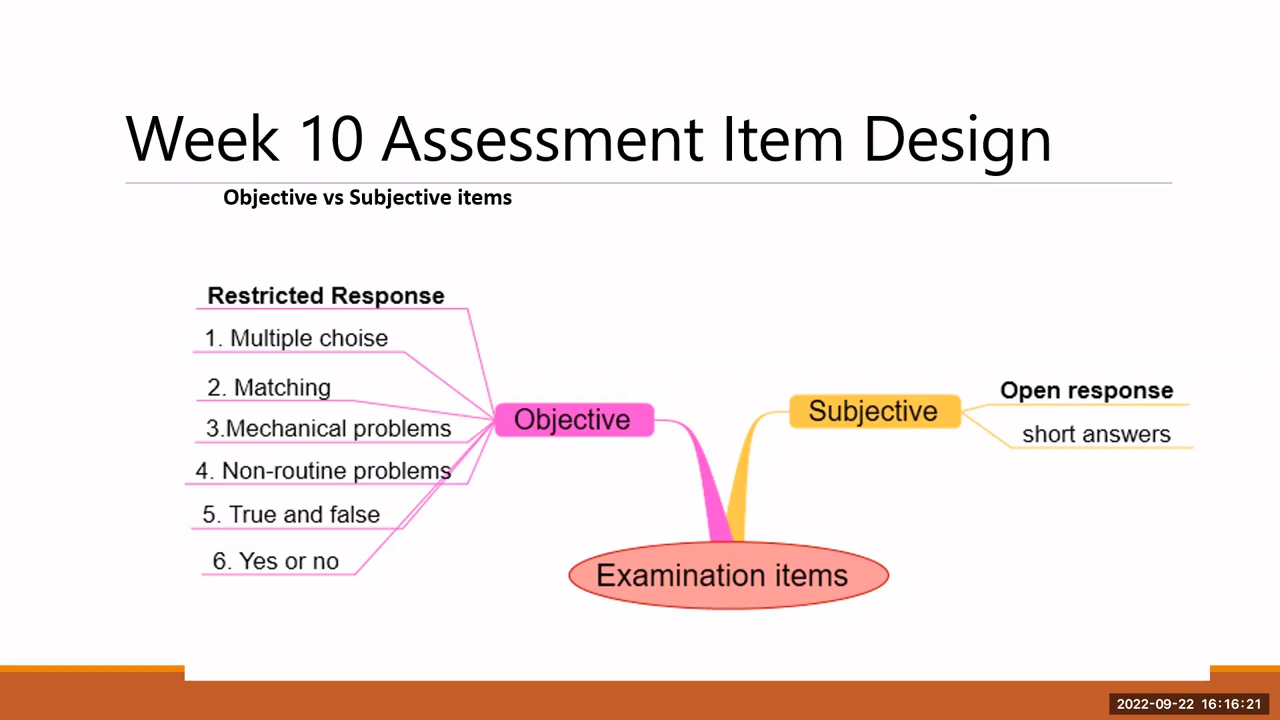 Week 10 Assessment Item Design
Objective vs Subjective items
Restricted Response
1. Multiple choise
2. Matching
3.Mechanical problems
4. Non-routine problems
5. True and false
6. Yes or no
Objective
Subjective
Open response
short answers
Examination items
2022-09-22 16:16:21